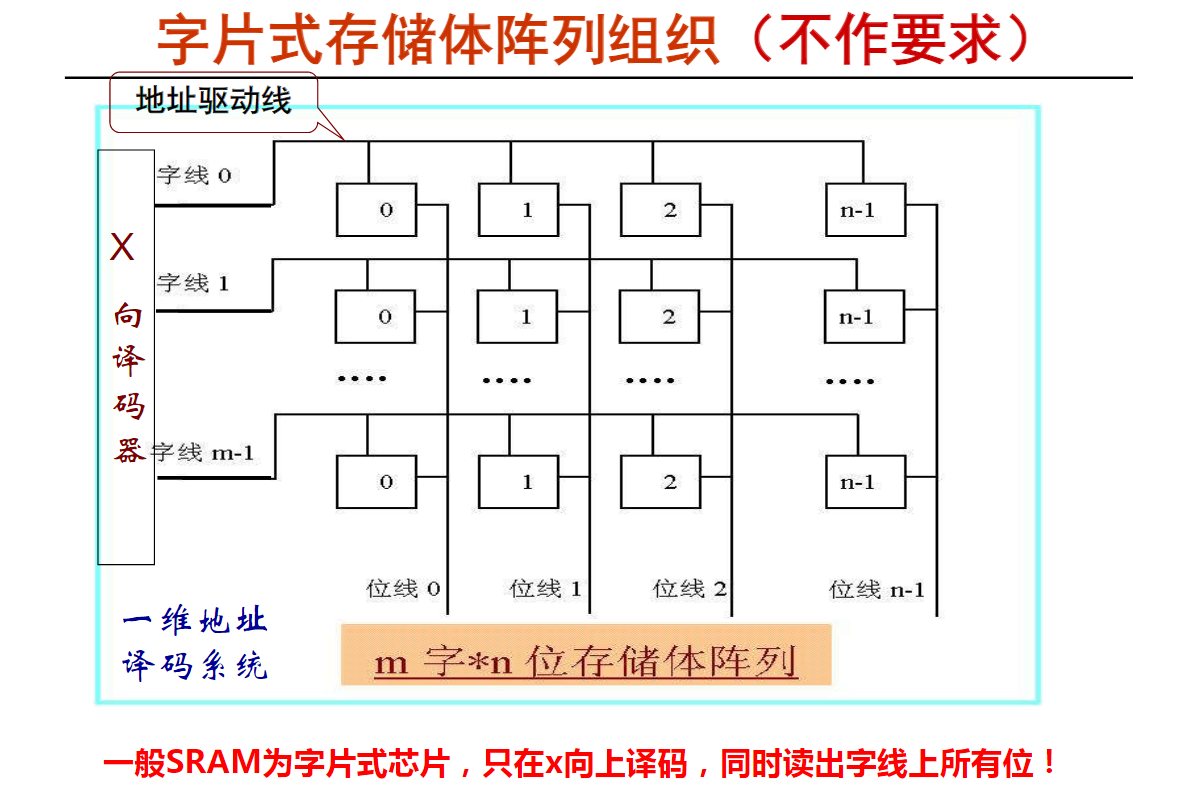 字片式存储体阵列组织（不作要求）
地址驱动线
字线 0
0 1 2 n-1
X
向
译
码
器
字线 1
0 1 2 n-1
•••• •••• •••• ••••
字线 m-1
0 1 2 n-1
位线 0 位线 1 位线 2 位线 n-1
一维地址
译码系统
m 字*n 位存储体阵列
一般SRAM为字片式芯片，只在x向上译码，同时读出字线上所有位！